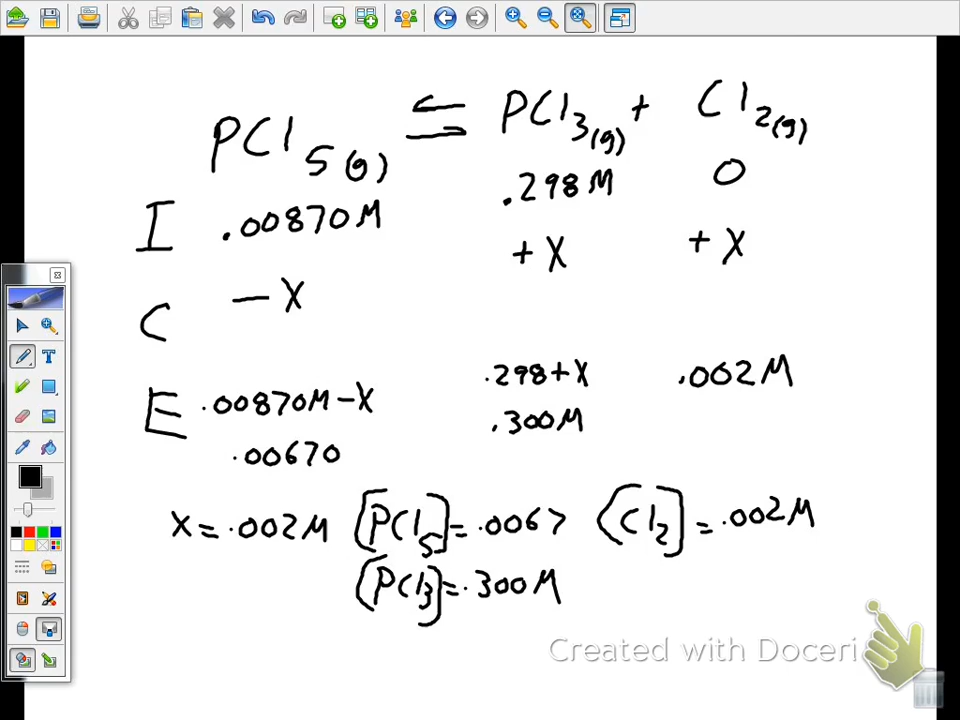 PCl5(g) ⇌ PCl3(g) + Cl2(g)
I .00870M .298M 0
C -X +X +X
E .00870M-X .298+X .002M
.00670 .300M
X=.002M [PCl5]=.0067 [Cl2]=.002M
[PCl3]=.300M
Created with Doceri